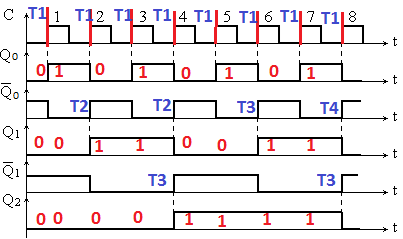 C T1 1 T1 2 T1 3 T1 4 T1 5 T1 6 T1 7 T1 8 t
Q0 0 1 0 1 0 1 0 1 t
Q̅0 T2 T2 T3 T4 t
Q1 0 0 1 1 0 0 1 1 t
Q̅1 T3 T3 t
Q2 0 0 0 0 1 1 1 1 t